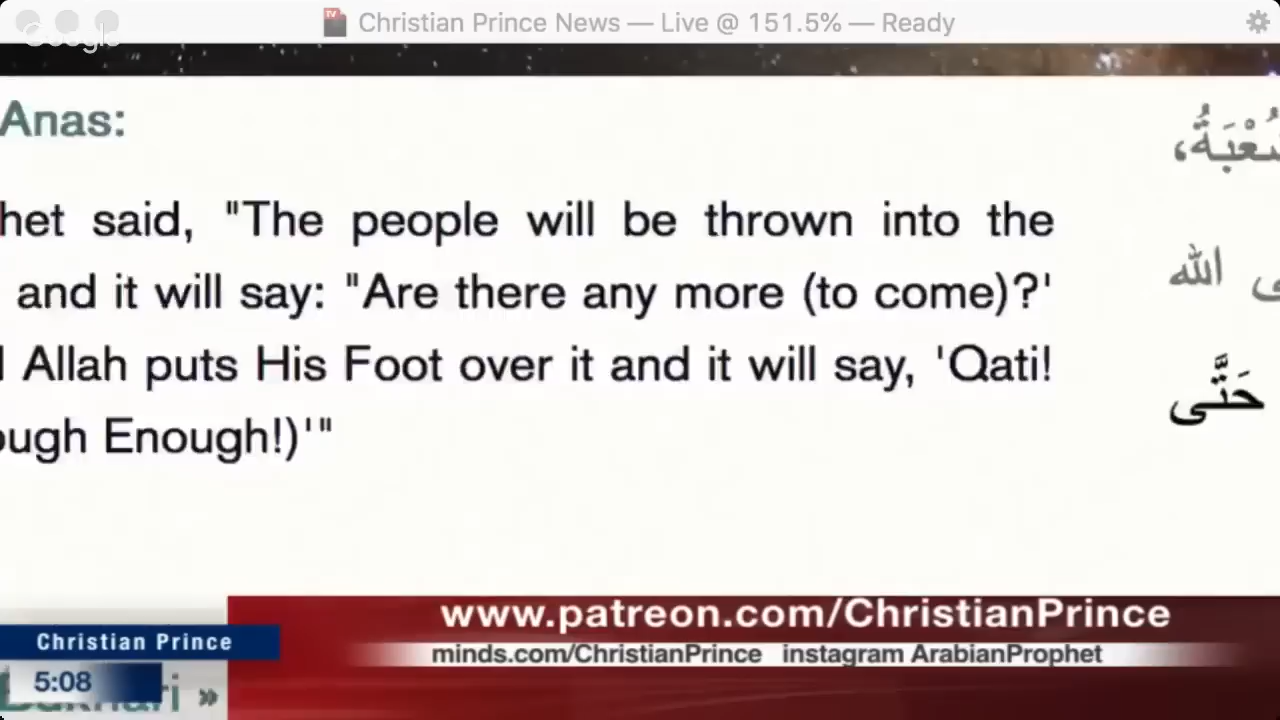 Christian Prince News — Live @ 151.5% — Ready
Google
Anas:
said, "The people will be thrown into the
and it will say: "Are there any more (to come)?'
Allah puts His Foot over it and it will say, 'Qati!
Enough!)'"
الله
حَتَّى
www.patreon.com/ChristianPrince
minds.com/ChristianPrince instagram ArabianProphet
Christian Prince
5:08
»